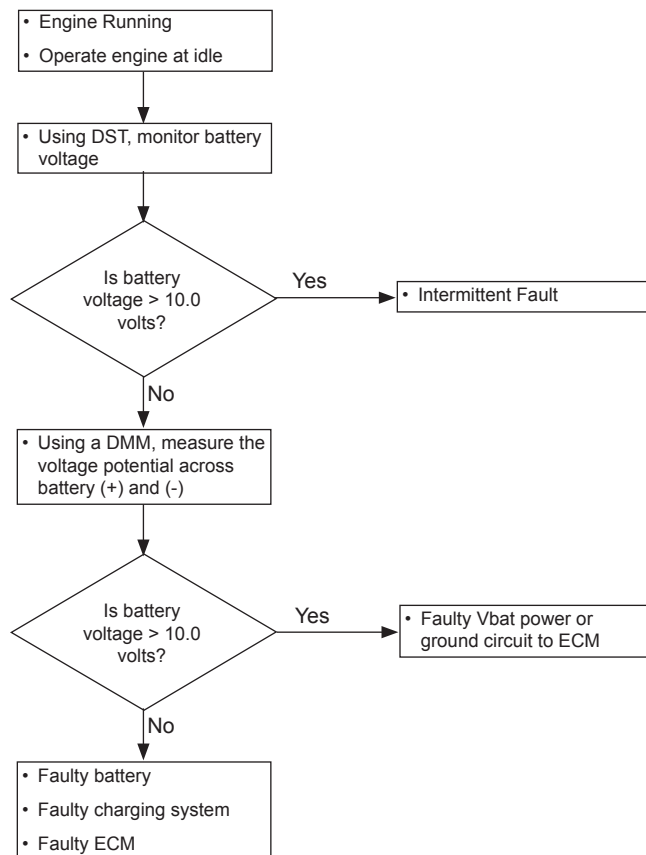 • Engine Running
• Operate engine at idle
• Using DST, monitor battery
voltage
Is battery
voltage > 10.0
volts?
Yes
• Intermittent Fault
No
• Using a DMM, measure the
voltage potential across
battery (+) and (-)
Is battery
voltage > 10.0
volts?
Yes
• Faulty Vbat power or
ground circuit to ECM
No
• Faulty battery
• Faulty charging system
• Faulty ECM